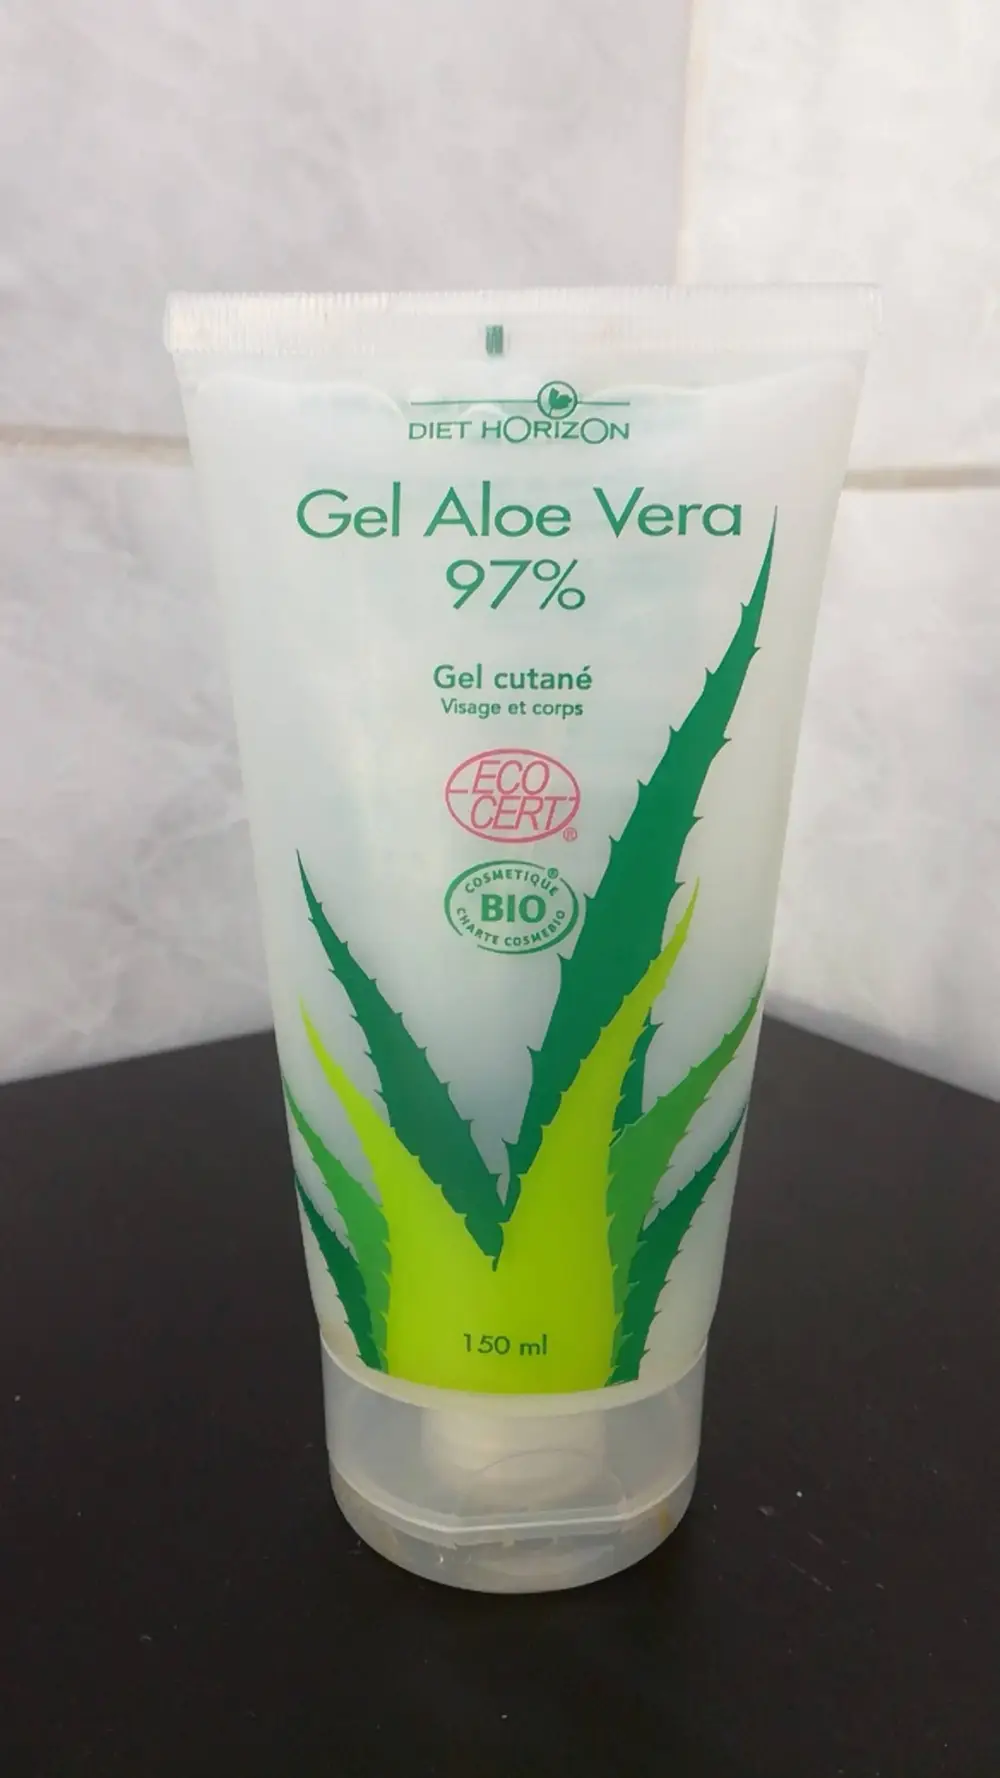 DIET HORIZON
Gel Aloe Vera
97%
Gel cutané
Visage et corps
ECO
CERT®
COSMETIQUE®
BIO
CHARTE COSMEBIO
150 ml